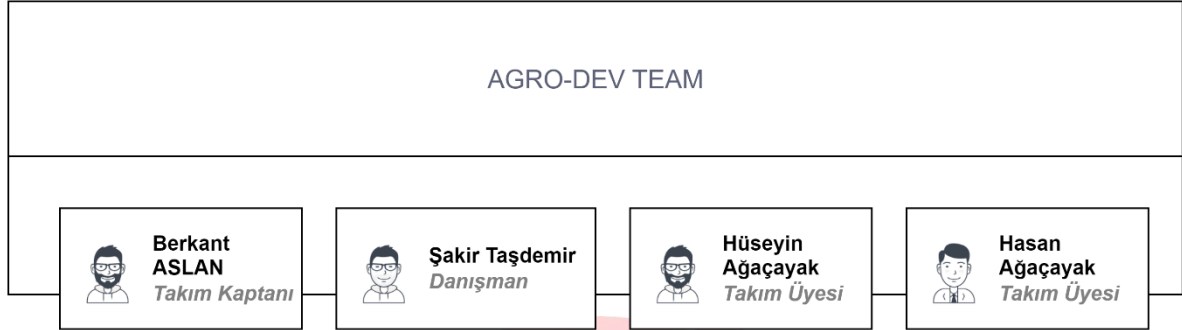 AGRO-DEV TEAM
Berkant
ASLAN
Takım Kaptanı
Şakir Taşdemir
Danışman
Hüseyin
Ağaçayak
Takım Üyesi
Hasan
Ağaçayak
Takım Üyesi